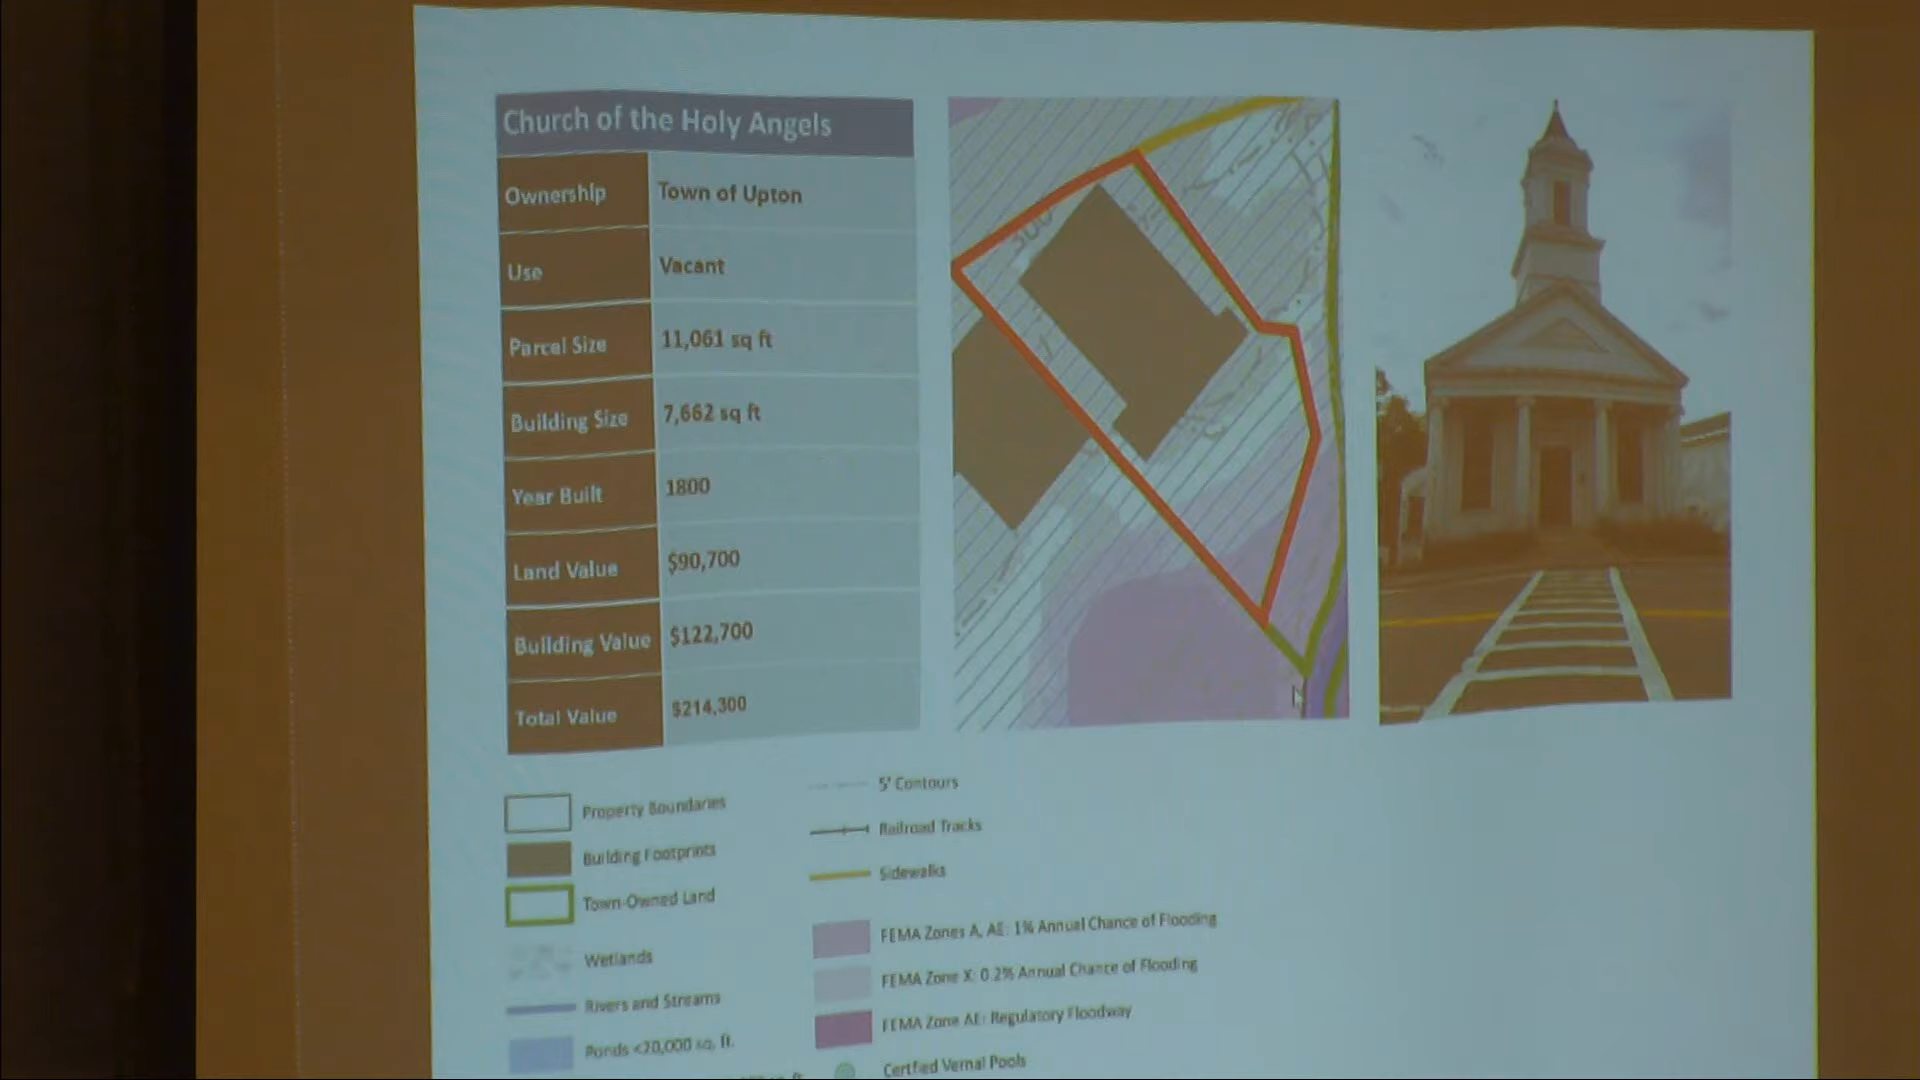 Church of the Holy Angels
Ownership Town of Upton
Use Vacant
Parcel Size 11,061 sq ft
Building Size 7,662 sq ft
Year Built 1800
Land Value $90,700
Building Value $122,700
Total Value $214,300
300
Property Boundaries
Building Footprints
Town-Owned Land
Wetlands
Rivers and Streams
Ponds <20,000 sq. ft.
5' Contours
Railroad Tracks
Sidewalks
FEMA Zones A, AE: 1% Annual Chance of Flooding
FEMA Zone X: 0.2% Annual Chance of Flooding
FEMA Zone AE: Regulatory Floodway
Certfied Vernal Pools